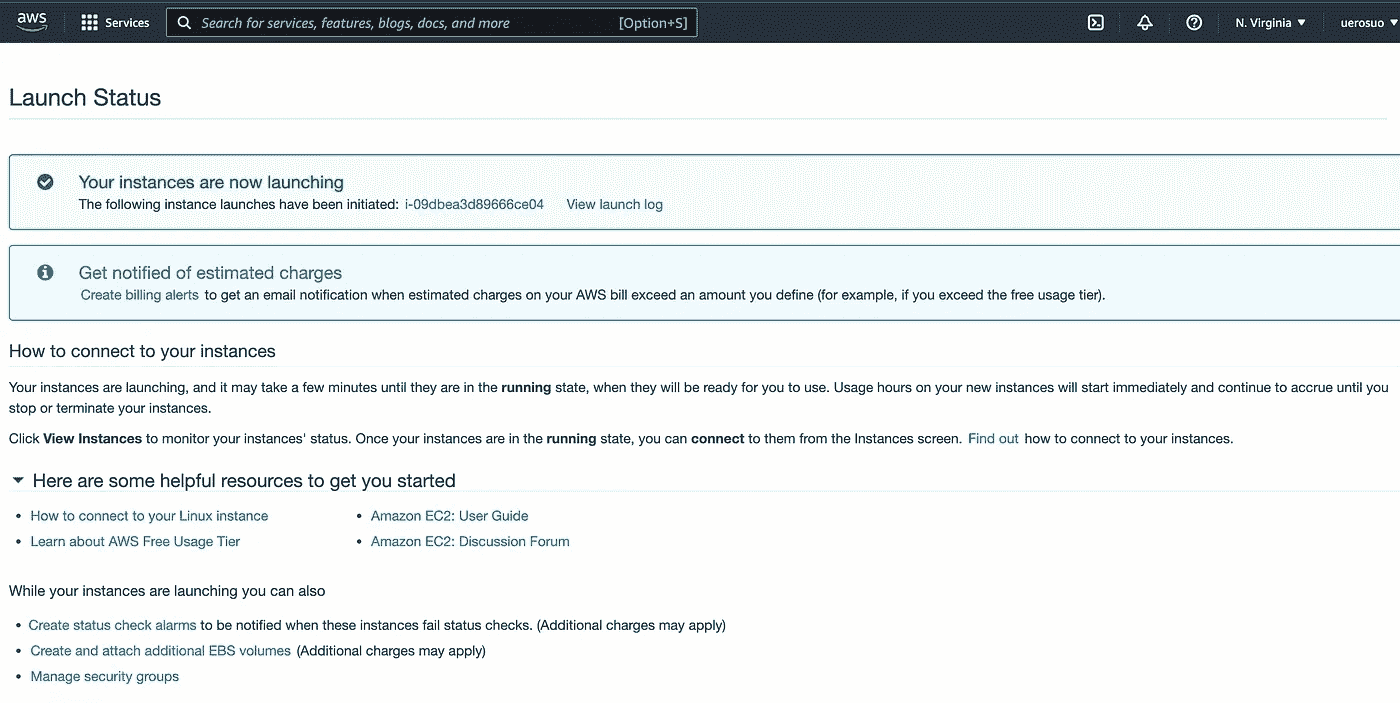 aws Services Search for services, features, blogs, docs, and more [Option+S] N. Virginia uerosuo
Launch Status
Your instances are now launching
The following instance launches have been initiated: i-09dbea3d89666ce04 View launch log
Get notified of estimated charges
Create billing alerts to get an email notification when estimated charges on your AWS bill exceed an amount you define (for example, if you exceed the free usage tier).
How to connect to your instances
Your instances are launching, and it may take a few minutes until they are in the running state, when they will be ready for you to use. Usage hours on your new instances will start immediately and continue to accrue until you
stop or terminate your instances.
Click View Instances to monitor your instances' status. Once your instances are in the running state, you can connect to them from the Instances screen. Find out how to connect to your instances.
Here are some helpful resources to get you started
• How to connect to your Linux instance • Amazon EC2: User Guide
• Learn about AWS Free Usage Tier • Amazon EC2: Discussion Forum
While your instances are launching you can also
• Create status check alarms to be notified when these instances fail status checks. (Additional charges may apply)
• Create and attach additional EBS volumes (Additional charges may apply)
• Manage security groups